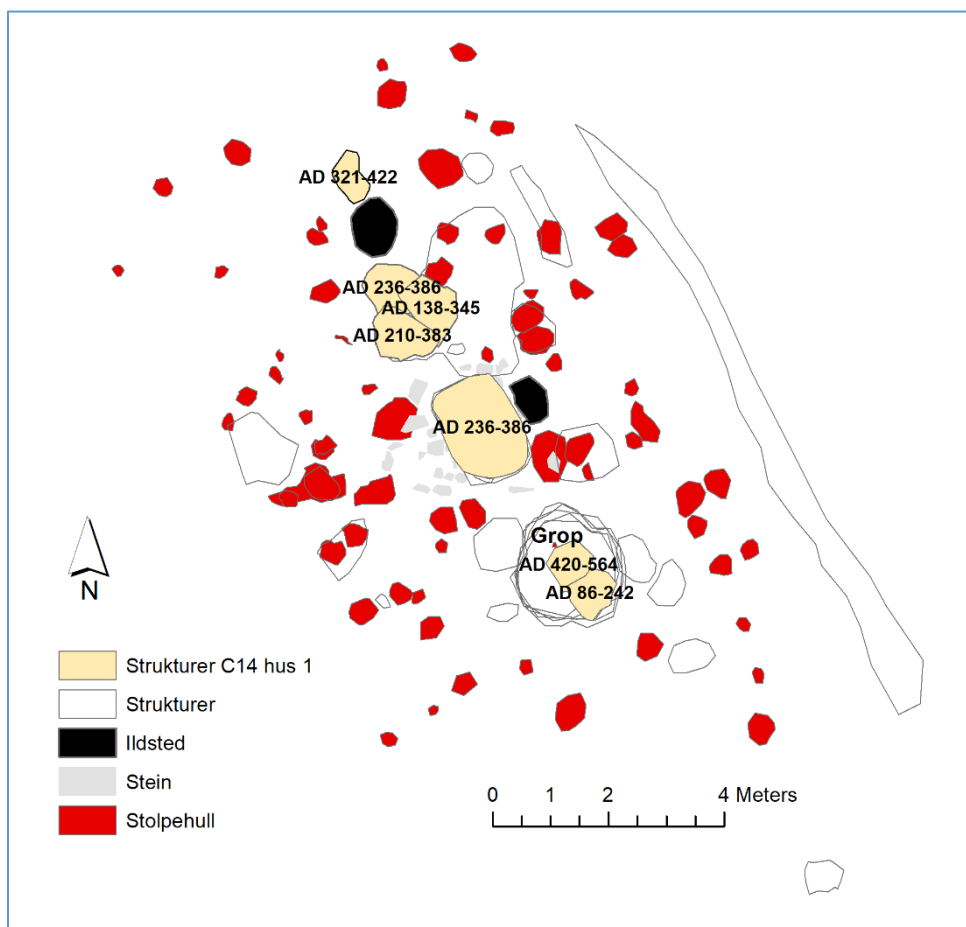 AD 321-422
AD 236-386
AD 138-345
AD 210-383
AD 236-386
Grop
AD 420-564
AD 86-242
N
Strukturer C14 hus 1
Strukturer
Ildsted
Stein
Stolpehull
0 1 2 4 Meters